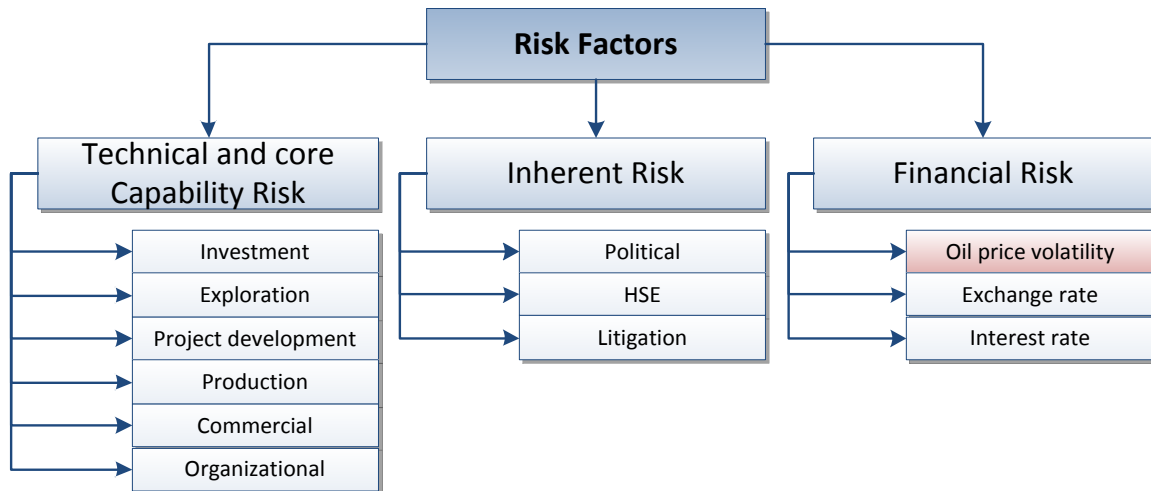 Risk Factors
Technical and core
Capability Risk
Investment
Exploration
Project development
Production
Commercial
Organizational
Inherent Risk
Political
HSE
Litigation
Financial Risk
Oil price volatility
Exchange rate
Interest rate